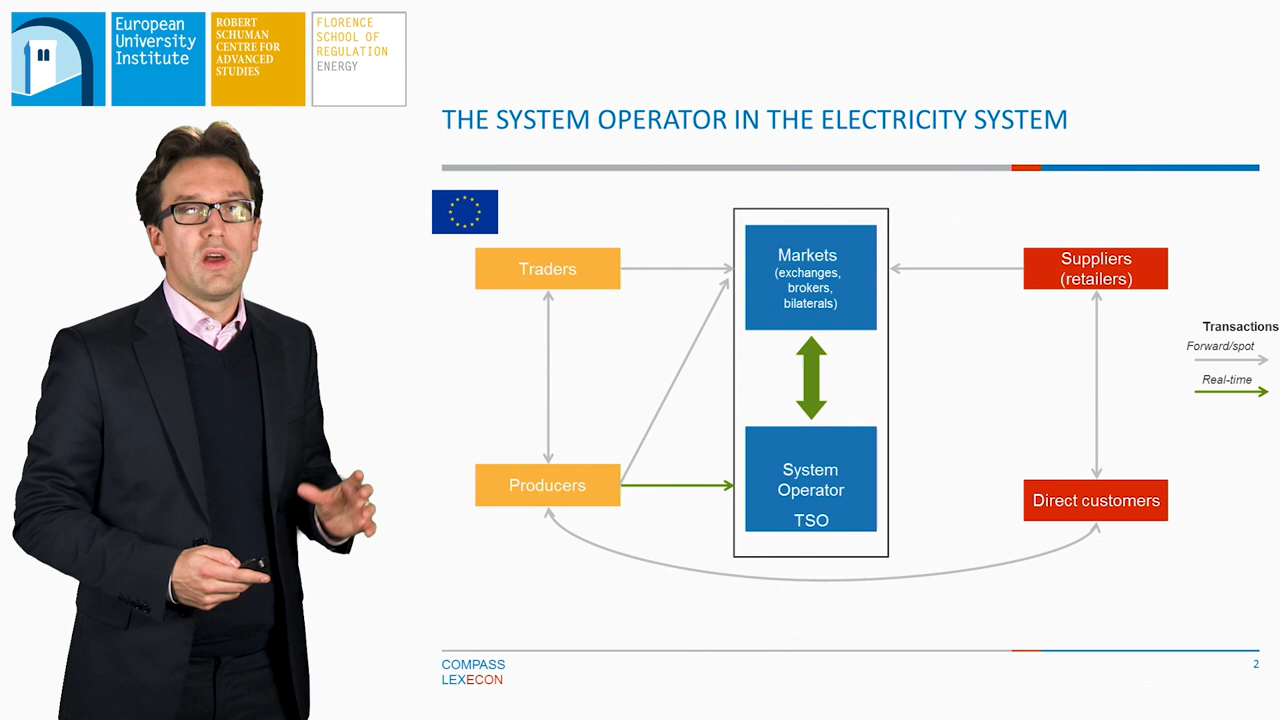 European
University
Institute
ROBERT
SCHUMAN
CENTRE FOR
ADVANCED
STUDIES
FLORENCE
SCHOOL OF
REGULATION
ENERGY
THE SYSTEM OPERATOR IN THE ELECTRICITY SYSTEM
Traders
Markets
(exchanges,
brokers,
bilaterals)
Suppliers
(retailers)
Transactions
Forward/spot
Real-time
Producers
System
Operator
TSO
Direct customers
COMPASS
LEXECON
2